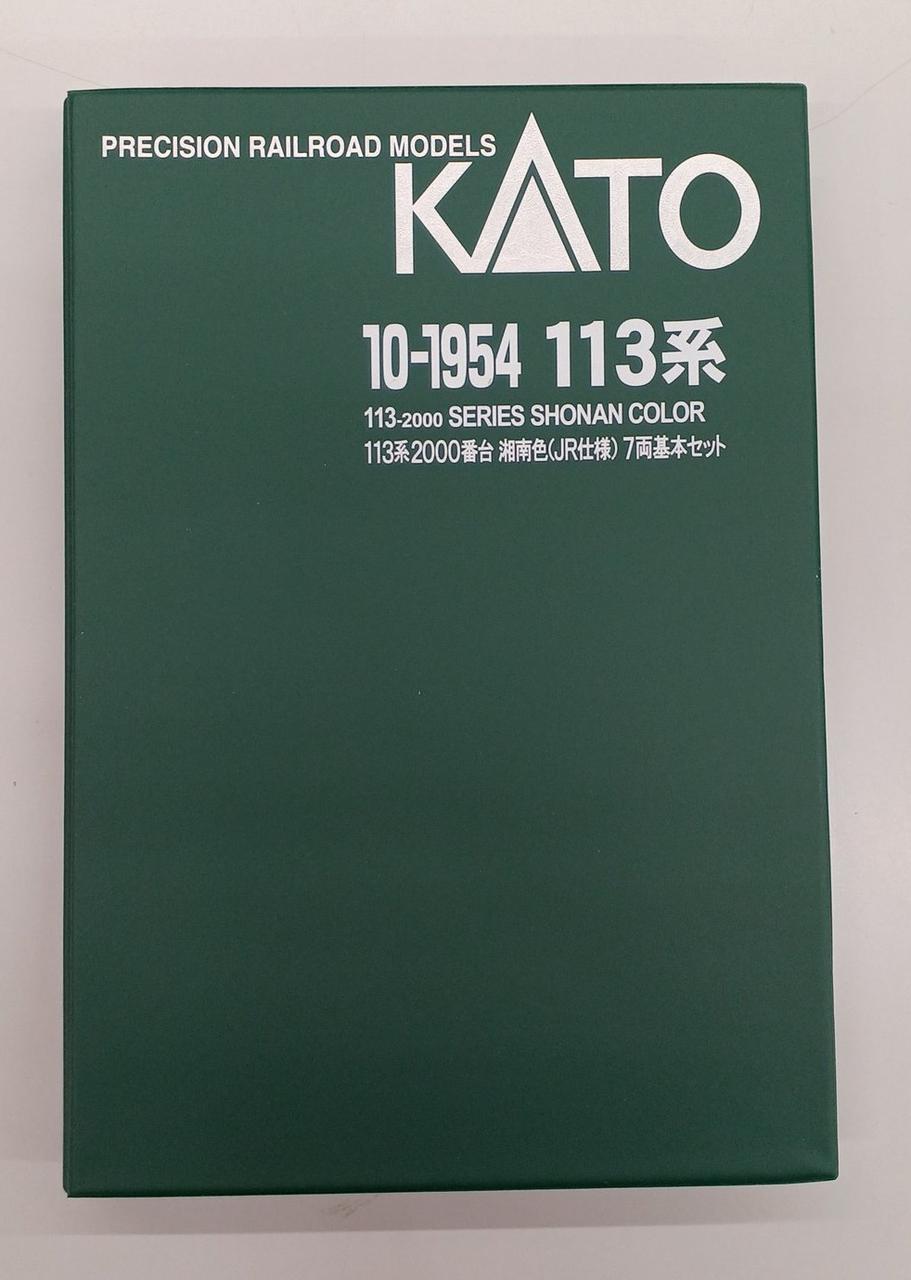 PRECISION RAILROAD MODELS
KATO
10-1954 113系
113-2000 SERIES SHONAN COLOR
113系2000番台 湘南色(JR仕様) 7両基本セット